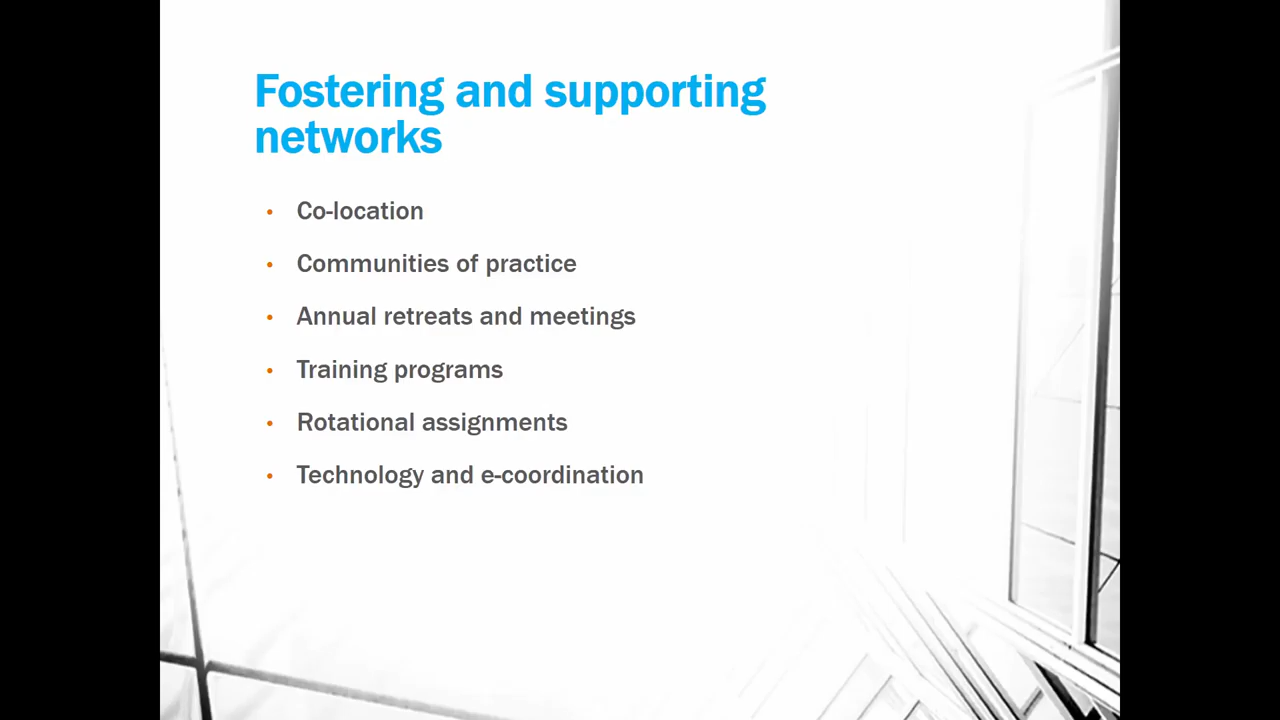 Fostering and supporting
networks
• Co-location
• Communities of practice
• Annual retreats and meetings
• Training programs
• Rotational assignments
• Technology and e-coordination